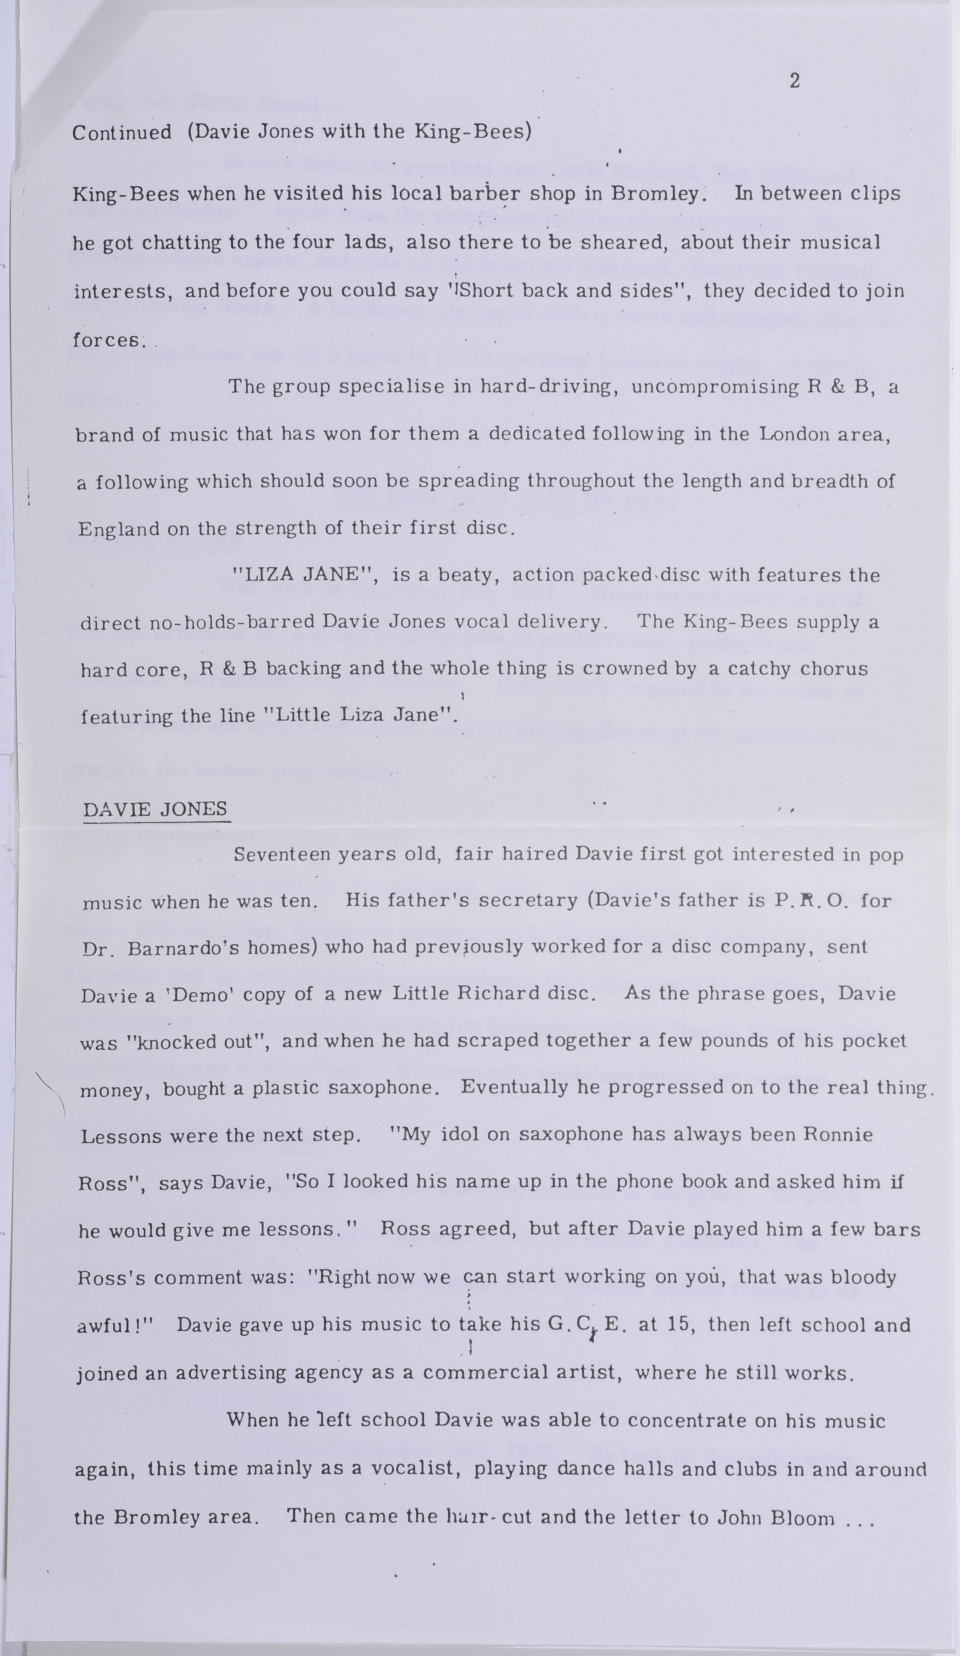 2
Continued (Davie Jones with the King-Bees)
King-Bees when he visited his local barber shop in Bromley. In between clips
he got chatting to the four lads, also there to be sheared, about their musical
interests, and before you could say "Short back and sides", they decided to join
forces.
The group specialise in hard-driving, uncompromising R & B, a
brand of music that has won for them a dedicated following in the London area,
a following which should soon be spreading throughout the length and breadth of
England on the strength of their first disc.
"LIZA JANE", is a beaty, action packed disc with features the
direct no-holds-barred Davie Jones vocal delivery. The King-Bees supply a
hard core, R & B backing and the whole thing is crowned by a catchy chorus
featuring the line "Little Liza Jane".
DAVIE JONES
Seventeen years old, fair haired Davie first got interested in pop
music when he was ten. His father's secretary (Davie's father is P.R.O. for
Dr. Barnardo's homes) who had previously worked for a disc company, sent
Davie a 'Demo' copy of a new Little Richard disc. As the phrase goes, Davie
was "knocked out", and when he had scraped together a few pounds of his pocket
money, bought a plastic saxophone. Eventually he progressed on to the real thing.
Lessons were the next step. "My idol on saxophone has always been Ronnie
Ross", says Davie, "So I looked his name up in the phone book and asked him if
he would give me lessons." Ross agreed, but after Davie played him a few bars
Ross's comment was: "Right now we can start working on you, that was bloody
awful!" Davie gave up his music to take his G.C.E. at 15, then left school and
joined an advertising agency as a commercial artist, where he still works.
When he left school Davie was able to concentrate on his music
again, this time mainly as a vocalist, playing dance halls and clubs in and around
the Bromley area. Then came the hair-cut and the letter to John Bloom ...